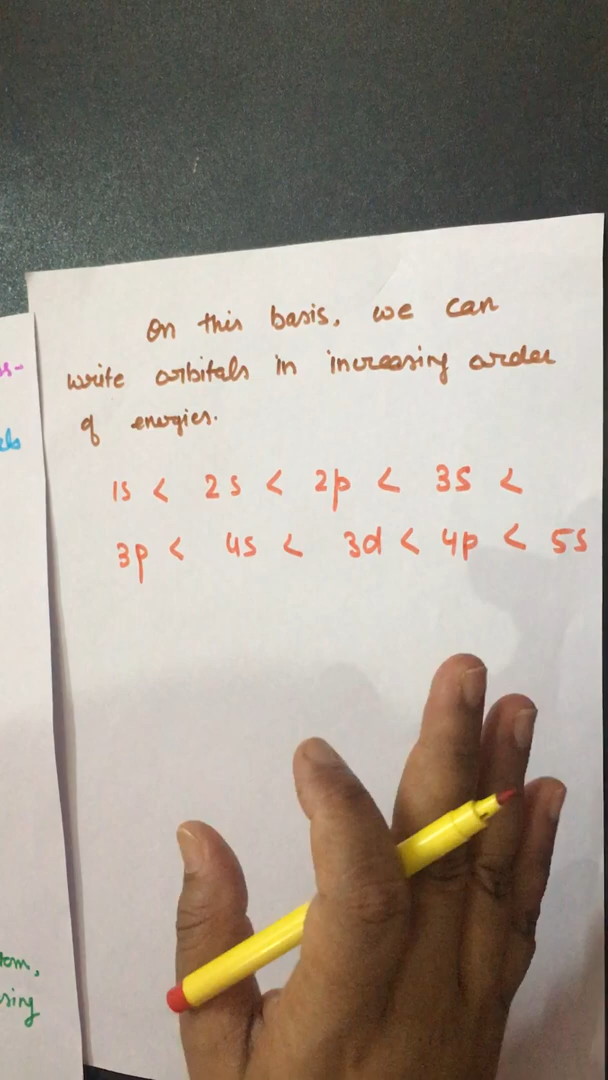 On this basis, we can
write orbitals in increasing order
of energies.
1s < 2s < 2p < 3s <
3p < 4s < 3d < 4p < 5s